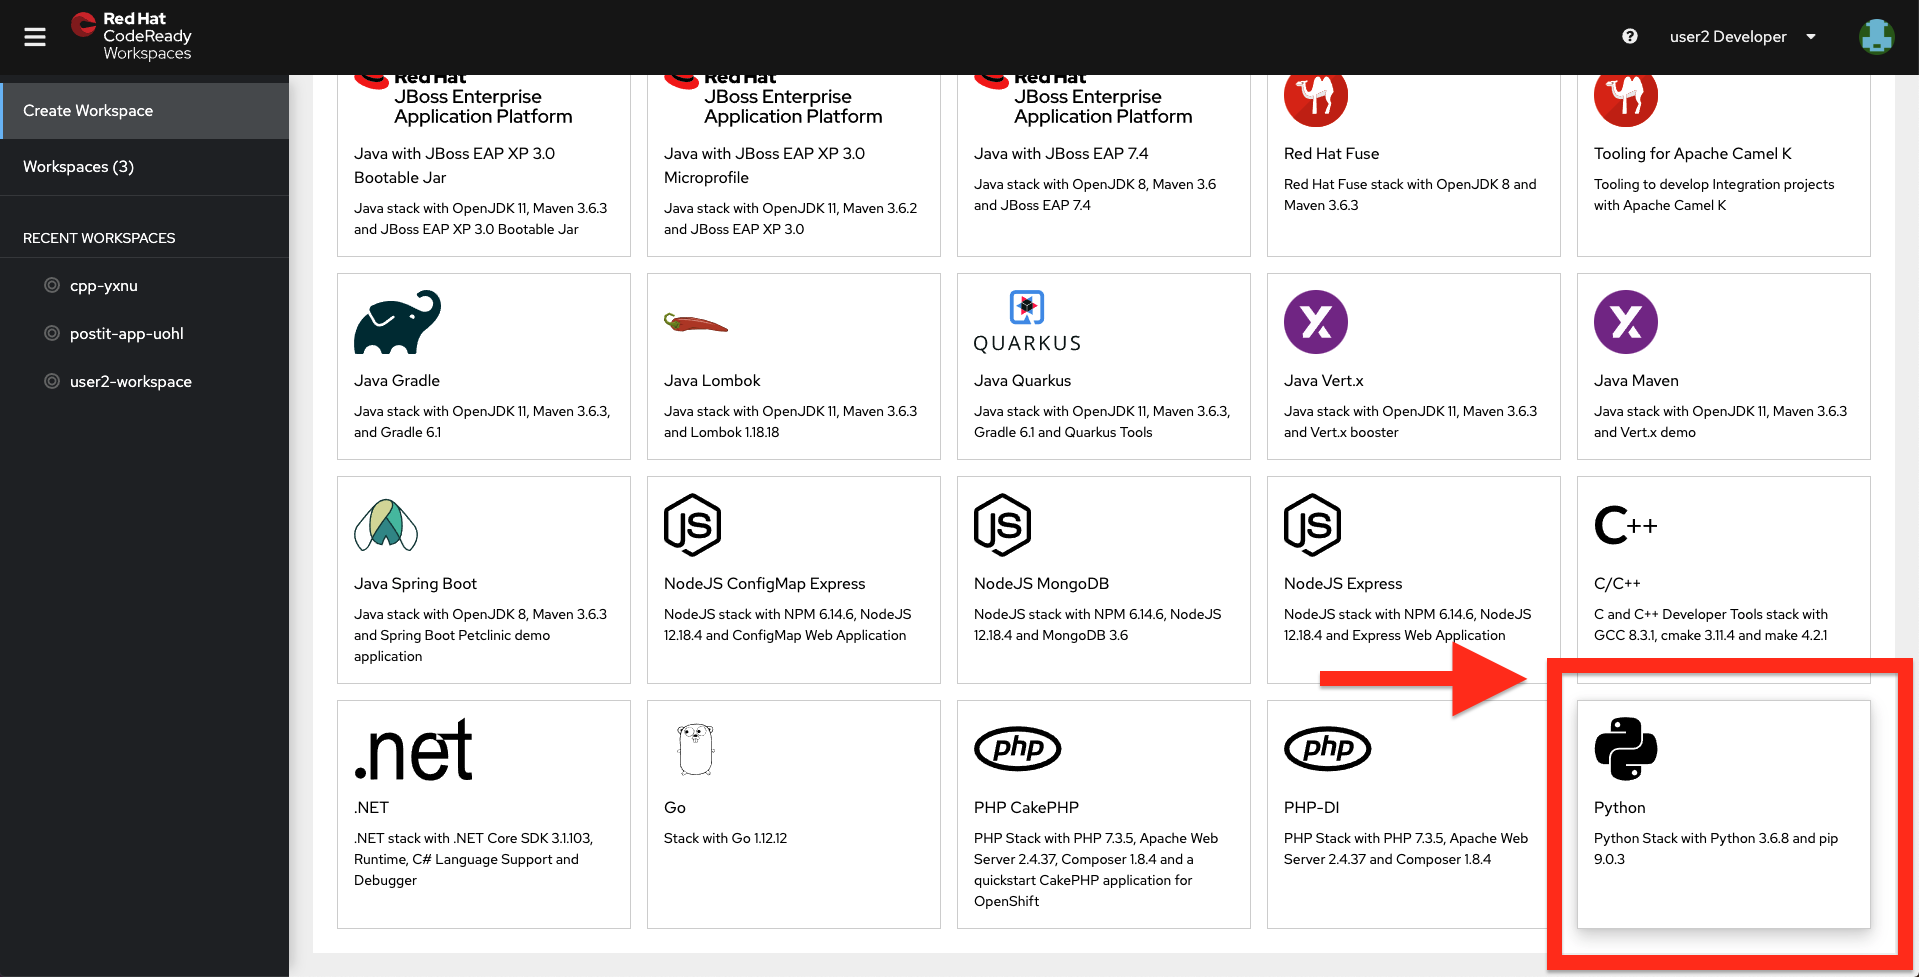 Red Hat
CodeReady
Workspaces
user2 Developer
Create Workspace
Workspaces (3)
RECENT WORKSPACES
cpp-yxnu
postit-app-uohl
user2-workspace
Red Hat
JBoss Enterprise
Application Platform
Java with JBoss EAP XP 3.0
Bootable Jar
Java stack with OpenJDK 11, Maven 3.6.3
and JBoss EAP XP 3.0 Bootable Jar
Red Hat
JBoss Enterprise
Application Platform
Java with JBoss EAP XP 3.0
Microprofile
Java stack with OpenJDK 11, Maven 3.6.2
and JBoss EAP XP 3.0
Red Hat
JBoss Enterprise
Application Platform
Java with JBoss EAP 7.4
Java stack with OpenJDK 8, Maven 3.6
and JBoss EAP 7.4
Red Hat Fuse
Red Hat Fuse stack with OpenJDK 8 and
Maven 3.6.3
Tooling for Apache Camel K
Tooling to develop Integration projects
with Apache Camel K
Java Gradle
Java stack with OpenJDK 11, Maven 3.6.3,
and Gradle 6.1
Java Lombok
Java stack with OpenJDK 11, Maven 3.6.3
and Lombok 1.18.18
QUARKUS
Java Quarkus
Java stack with OpenJDK 11, Maven 3.6.3,
Gradle 6.1 and Quarkus Tools
Java Vert.x
Java stack with OpenJDK 11, Maven 3.6.3
and Vert.x booster
Java Maven
Java stack with OpenJDK 11, Maven 3.6.3
and Vert.x demo
Java Spring Boot
Java stack with OpenJDK 8, Maven 3.6.3
and Spring Boot Petclinic demo
application
JS
NodeJS ConfigMap Express
NodeJS stack with NPM 6.14.6, NodeJS
12.18.4 and ConfigMap Web Application
JS
NodeJS MongoDB
NodeJS stack with NPM 6.14.6, NodeJS
12.18.4 and MongoDB 3.6
JS
NodeJS Express
NodeJS stack with NPM 6.14.6, NodeJS
12.18.4 and Express Web Application
C++
C/C++
C and C++ Developer Tools stack with
GCC 8.3.1, cmake 3.11.4 and make 4.2.1
.net
.NET
.NET stack with .NET Core SDK 3.1.103,
Runtime, C# Language Support and
Debugger
Go
Stack with Go 1.12.12
php
PHP CakePHP
PHP Stack with PHP 7.3.5, Apache Web
Server 2.4.37, Composer 1.8.4 and a
quickstart CakePHP application for
OpenShift
php
PHP-DI
PHP Stack with PHP 7.3.5, Apache Web
Server 2.4.37 and Composer 1.8.4
Python
Python Stack with Python 3.6.8 and pip
9.0.3